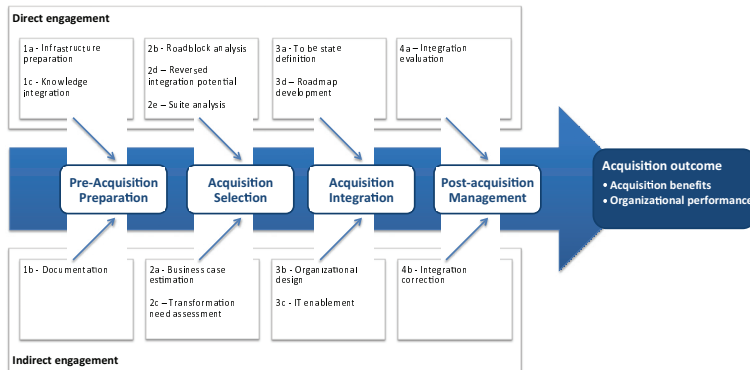 Direct engagement
1a - Infrastructure
preparation
1c - Knowledge
integration
2b - Roadblock analysis
2d – Reversed
integration potential
2e – Suite analysis
3a – To be state
definition
3d – Roadmap
development
4a – Integration
evaluation
Pre-Acquisition
Preparation
Acquisition
Selection
Acquisition
Integration
Post-acquisition
Management
Acquisition outcome
• Acquisition benefits
• Organizational performance
1b - Documentation
2a – Business case
estimation
2c – Transformation
need assessment
3b – Organizational
design
3c – IT enablement
4b - Integration
correction
Indirect engagement